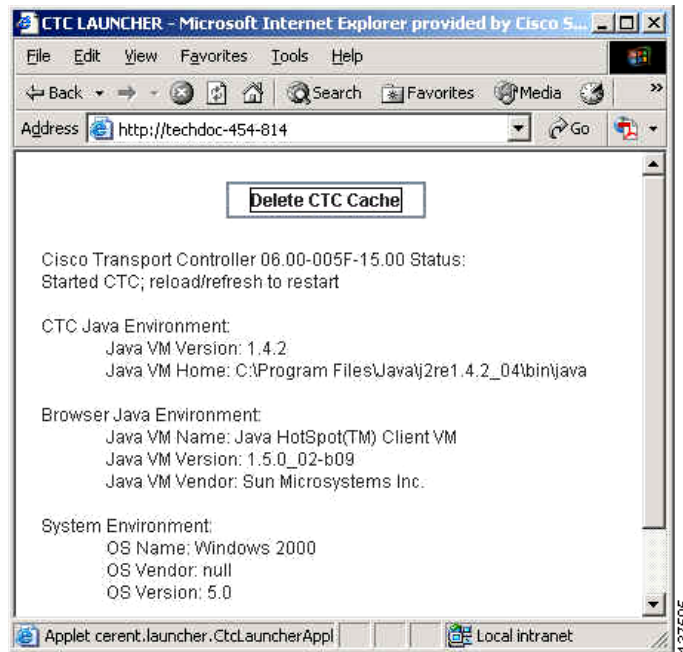 CTC LAUNCHER - Microsoft Internet Explorer provided by Cisco S...
File Edit View Favorites Tools Help
Back Search Favorites Media »
Address http://techdoc-454-814 Go
Delete CTC Cache
Cisco Transport Controller 06.00-005F-15.00 Status:
Started CTC; reload/refresh to restart
CTC Java Environment:
Java VM Version: 1.4.2
Java VM Home: C:\Program Files\Java\j2re1.4.2_04\bin\java
Browser Java Environment:
Java VM Name: Java HotSpot(TM) Client VM
Java VM Version: 1.5.0_02-b09
Java VM Vendor: Sun Microsystems Inc.
System Environment:
OS Name: Windows 2000
OS Vendor: null
OS Version: 5.0
Applet cerent.launcher.CtcLauncherAppl Local intranet